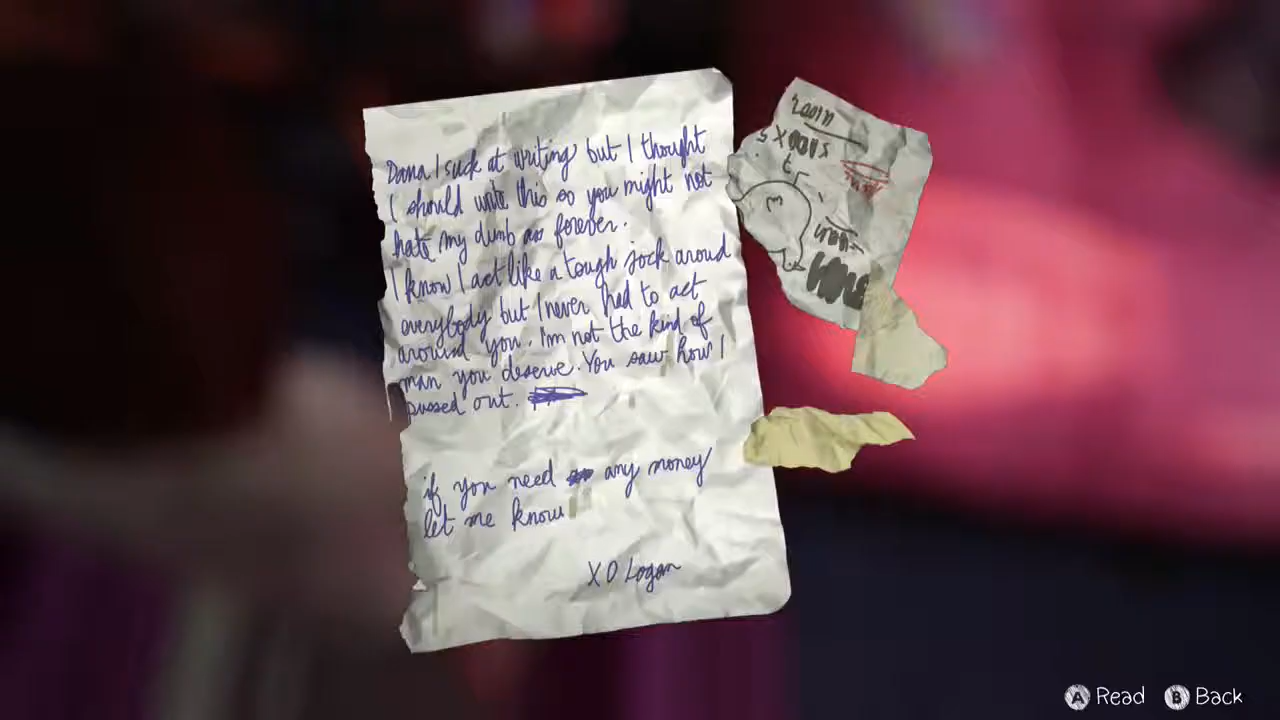 Dana I suck at writing but I thought
I should write this so you might not
hate my dumb ass forever.
I know I act like a tough jock aroud
everybody but I never had to act
around you. I'm not the kind of
man you deserve. You saw how I
pussed out.
if you need any money
let me know
XO Logan
A Read B Back